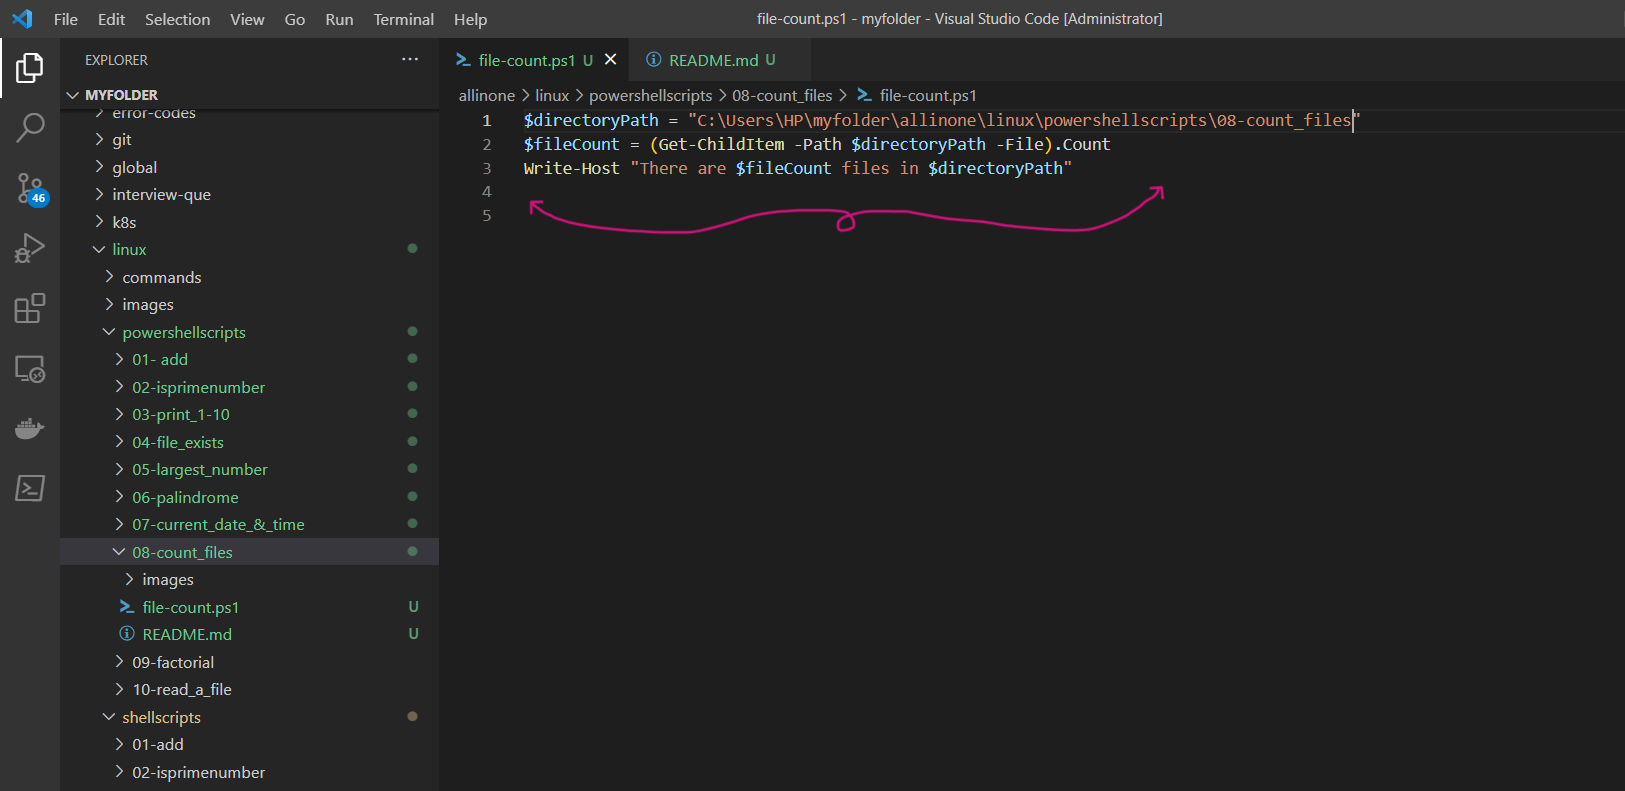 File Edit Selection View Go Run Terminal Help
file-count.ps1 - myfolder - Visual Studio Code [Administrator]
EXPLORER ...
MYFOLDER
error-codes
git
global
interview-que
k8s
linux
commands
images
powershellscripts
01- add
02-isprimenumber
03-print_1-10
04-file_exists
05-largest_number
06-palindrome
07-current_date_&_time
08-count_files
images
file-count.ps1 U
README.md U
09-factorial
10-read_a_file
shellscripts
01-add
02-isprimenumber
46
file-count.ps1 U
README.md U
allinone > linux > powershellscripts > 08-count_files > file-count.ps1
1 $directoryPath = "C:\Users\HP\myfolder\allinone\linux\powershellscripts\08-count_files"
2 $fileCount = (Get-ChildItem -Path $directoryPath -File).Count
3 Write-Host "There are $fileCount files in $directoryPath"
4
5